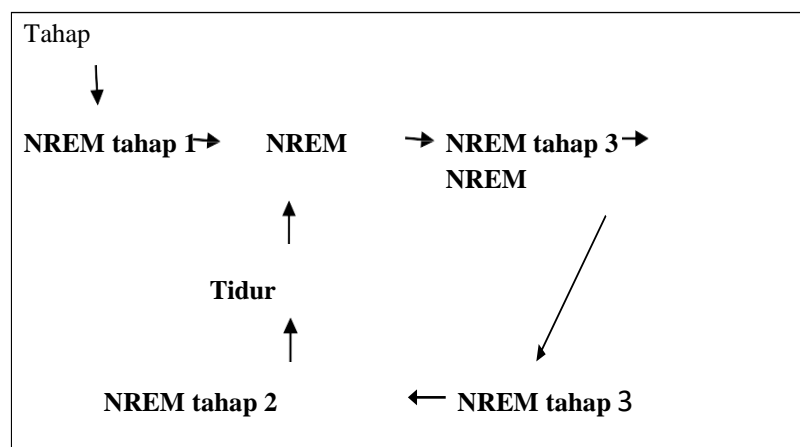 Tahap
NREM tahap 1 NREM NREM tahap 3
NREM
Tidur
NREM tahap 2 NREM tahap 3